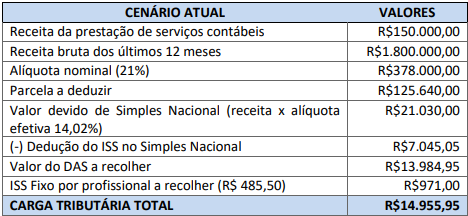 CENÁRIO ATUAL VALORES
Receita da prestação de serviços contábeis R$150.000,00
Receita bruta dos últimos 12 meses R$1.800.000,00
Alíquota nominal (21%) R$378.000,00
Parcela a deduzir R$125.640,00
Valor devido de Simples Nacional (receita x alíquota
efetiva 14,02%) R$21.030,00
(-) Dedução do ISS no Simples Nacional R$7.045,05
Valor do DAS a recolher R$13.984,95
ISS Fixo por profissional a recolher (R$ 485,50) R$971,00
CARGA TRIBUTÁRIA TOTAL R$14.955,95